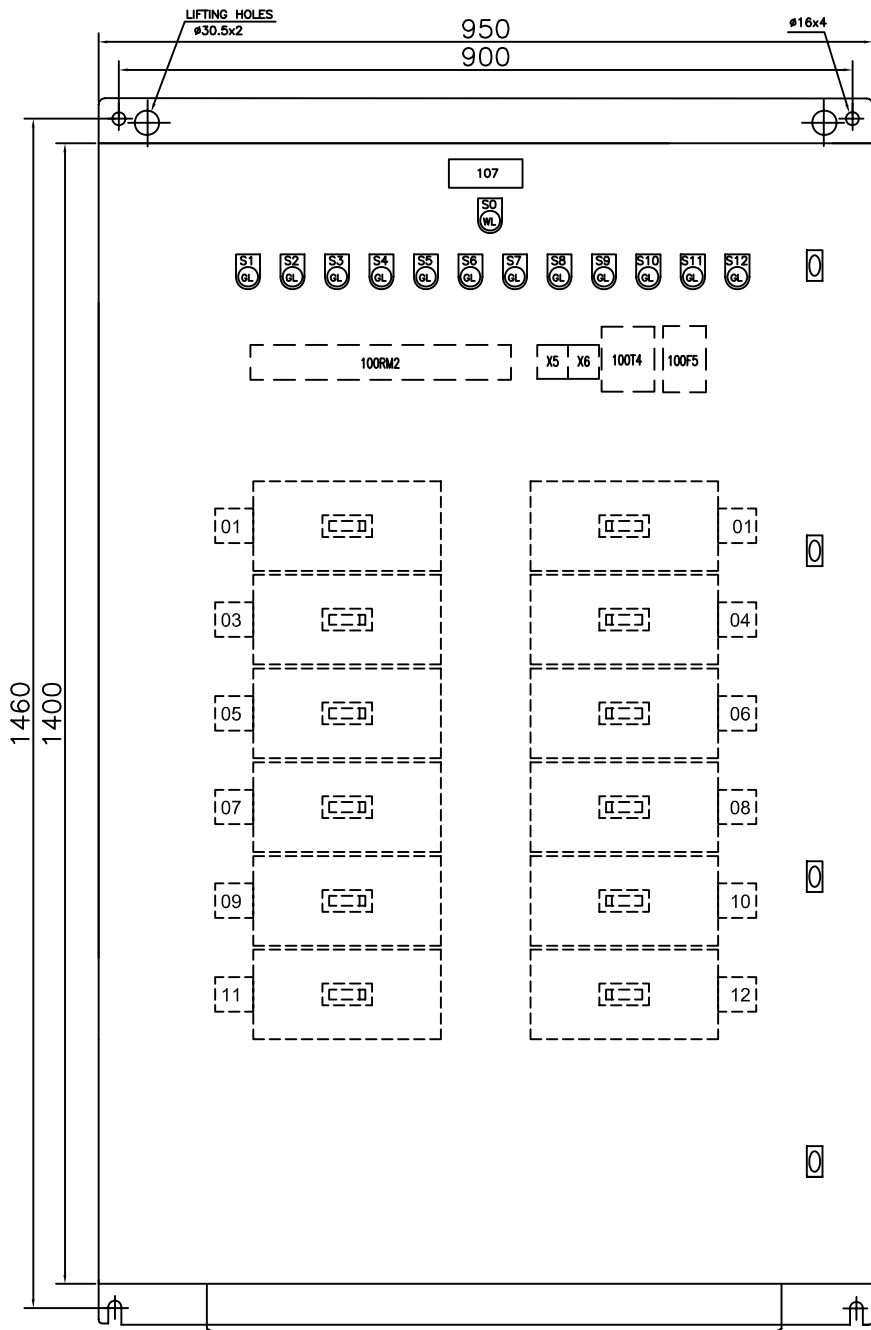 LIFTING HOLES
ø30.5x2
950
ø16x4
900
107
S0
WL
S1 S2 S3 S4 S5 S6 S7 S8 S9 S10 S11 S12
GL GL GL GL GL GL GL GL GL GL GL GL
100RM2 X5 X6 100T4 100F5
01 01
03 04
05 06
1460
1400
07 08
09 10
11 12